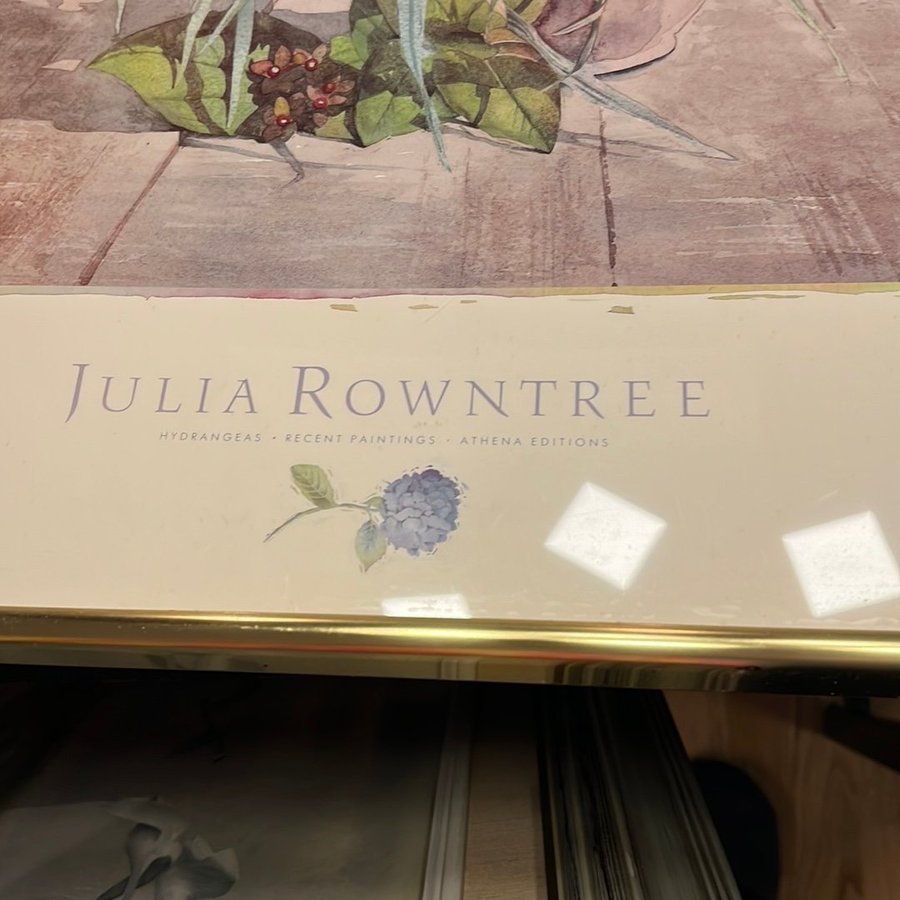 JULIA ROWNTREE
HYDRANGEAS • RECENT PAINTINGS • ATHENA EDITIONS